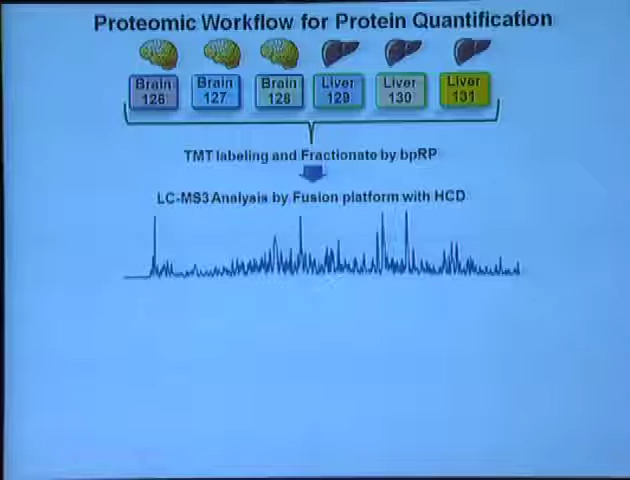 Proteomic Workflow for Protein Quantification
Brain 126
Brain 127
Brain 128
Liver 129
Liver 130
Liver 131
TMT labeling and Fractionate by bpRP
LC-MS3 Analysis by Fusion platform with HCD